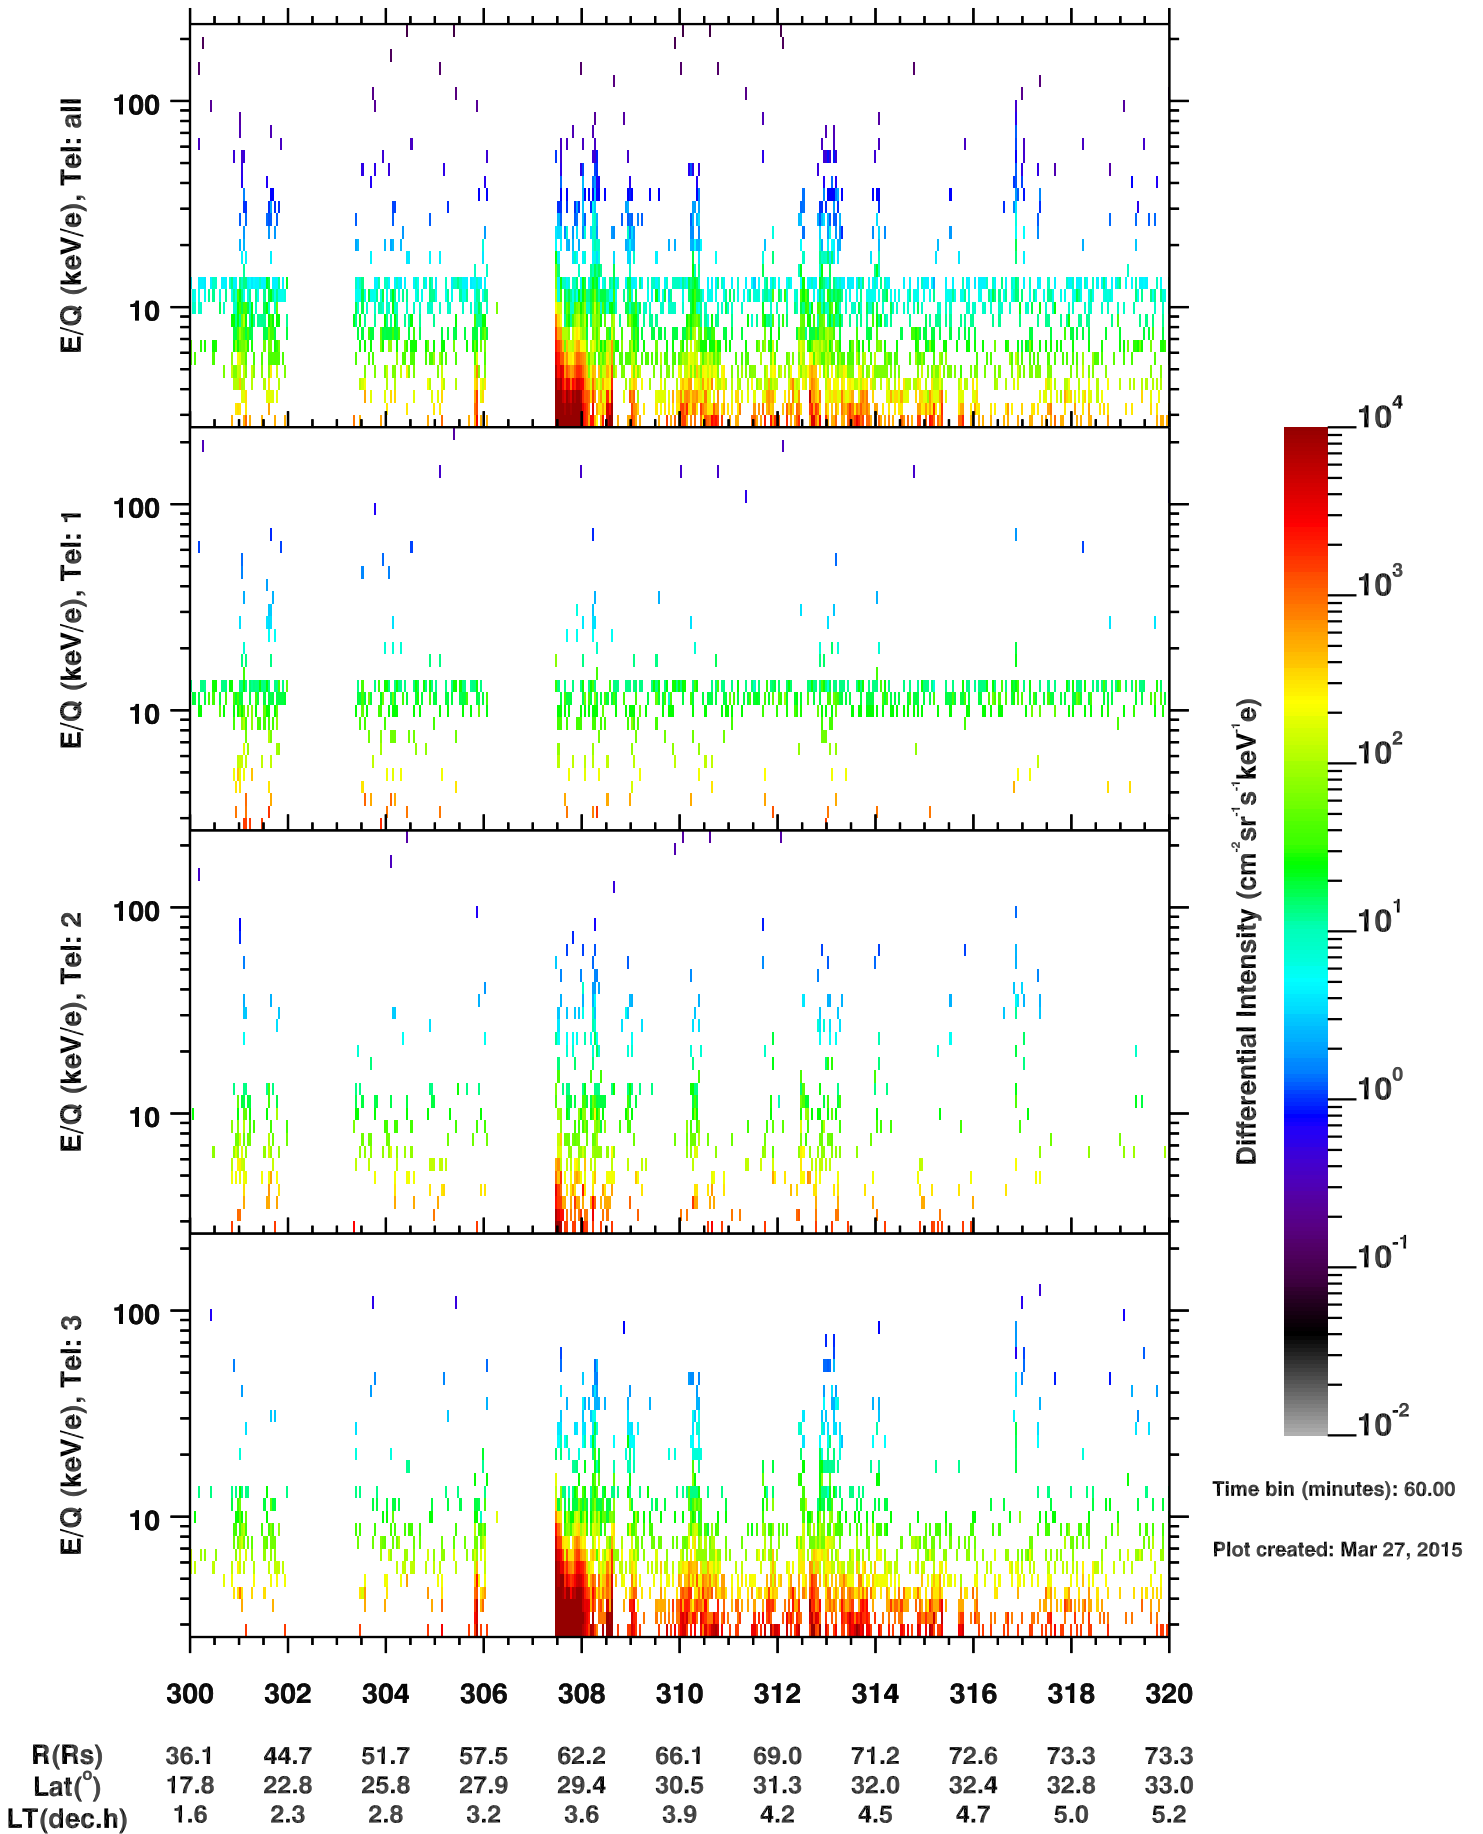 100
10
E/Q (keV/e), Tel: all
100
10
E/Q (keV/e), Tel: 1
100
10
E/Q (keV/e), Tel: 2
100
10
E/Q (keV/e), Tel: 3
10^4
10^3
10^2
10^1
10^0
10^-1
10^-2
Differential Intensity (cm^-2 sr^-1 s^-1 keV^-1 e)
Time bin (minutes): 60.00
Plot created: Mar 27, 2015
300 302 304 306 308 310 312 314 316 318 320
R(Rs) 36.1 44.7 51.7 57.5 62.2 66.1 69.0 71.2 72.6 73.3 73.3
Lat(°) 17.8 22.8 25.8 27.9 29.4 30.5 31.3 32.0 32.4 32.8 33.0
LT(dec.h) 1.6 2.3 2.8 3.2 3.6 3.9 4.2 4.5 4.7 5.0 5.2